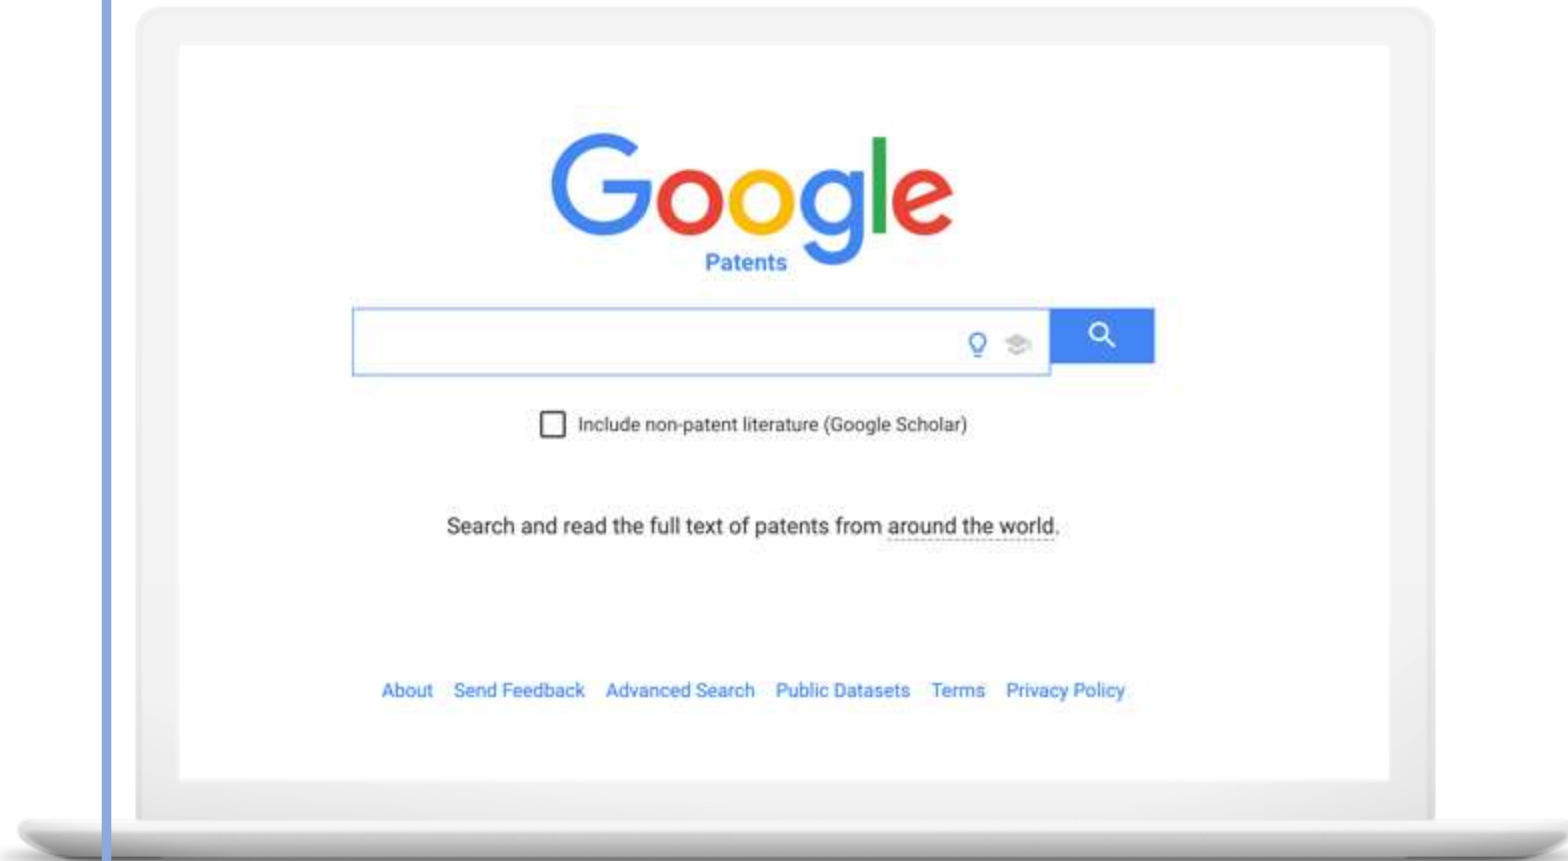 Google
Patents
Include non-patent literature (Google Scholar)
Search and read the full text of patents from around the world.
About Send Feedback Advanced Search Public Datasets Terms Privacy Policy